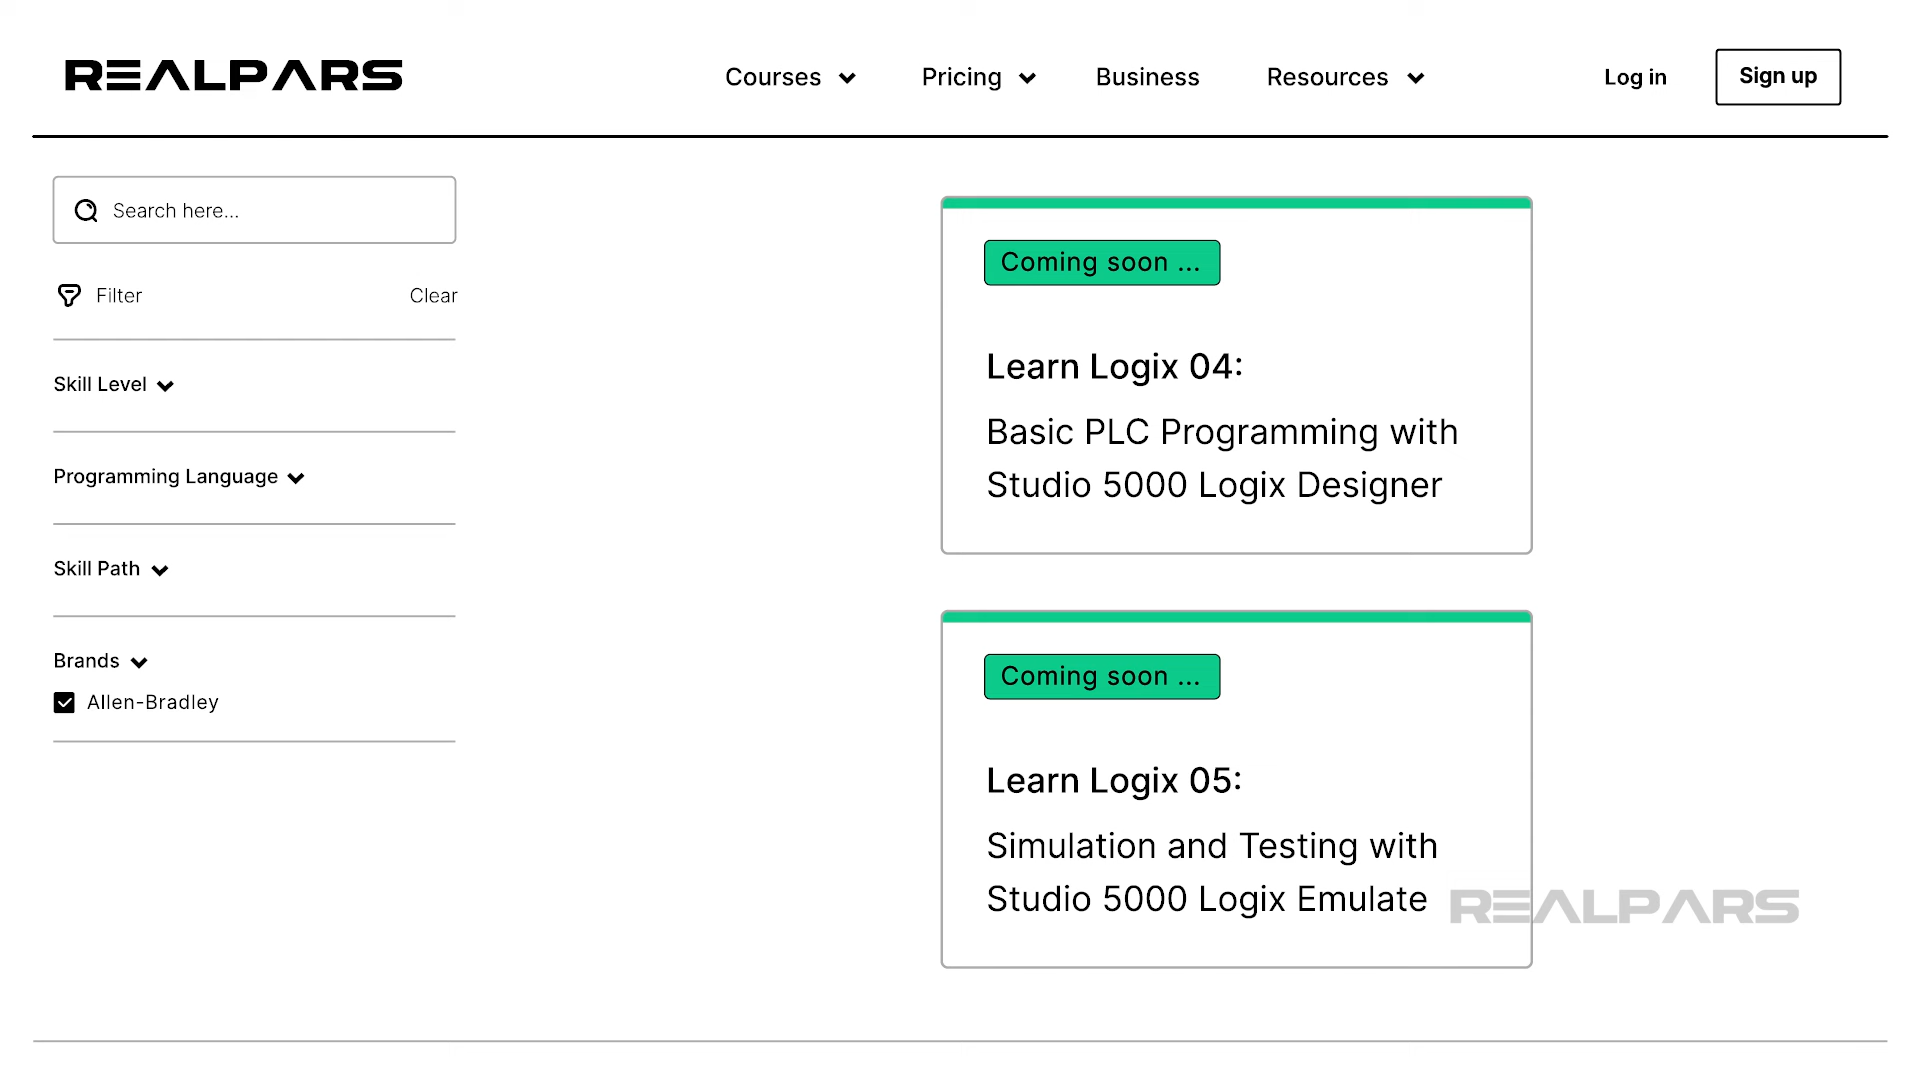 REALPARS
Courses
Pricing
Business
Resources
Log in
Sign up
Search here...
Filter
Clear
Skill Level
Programming Language
Skill Path
Brands
Allen-Bradley
Coming soon ...
Learn Logix 04:
Basic PLC Programming with
Studio 5000 Logix Designer
Coming soon ...
Learn Logix 05:
Simulation and Testing with
Studio 5000 Logix Emulate
REALPARS